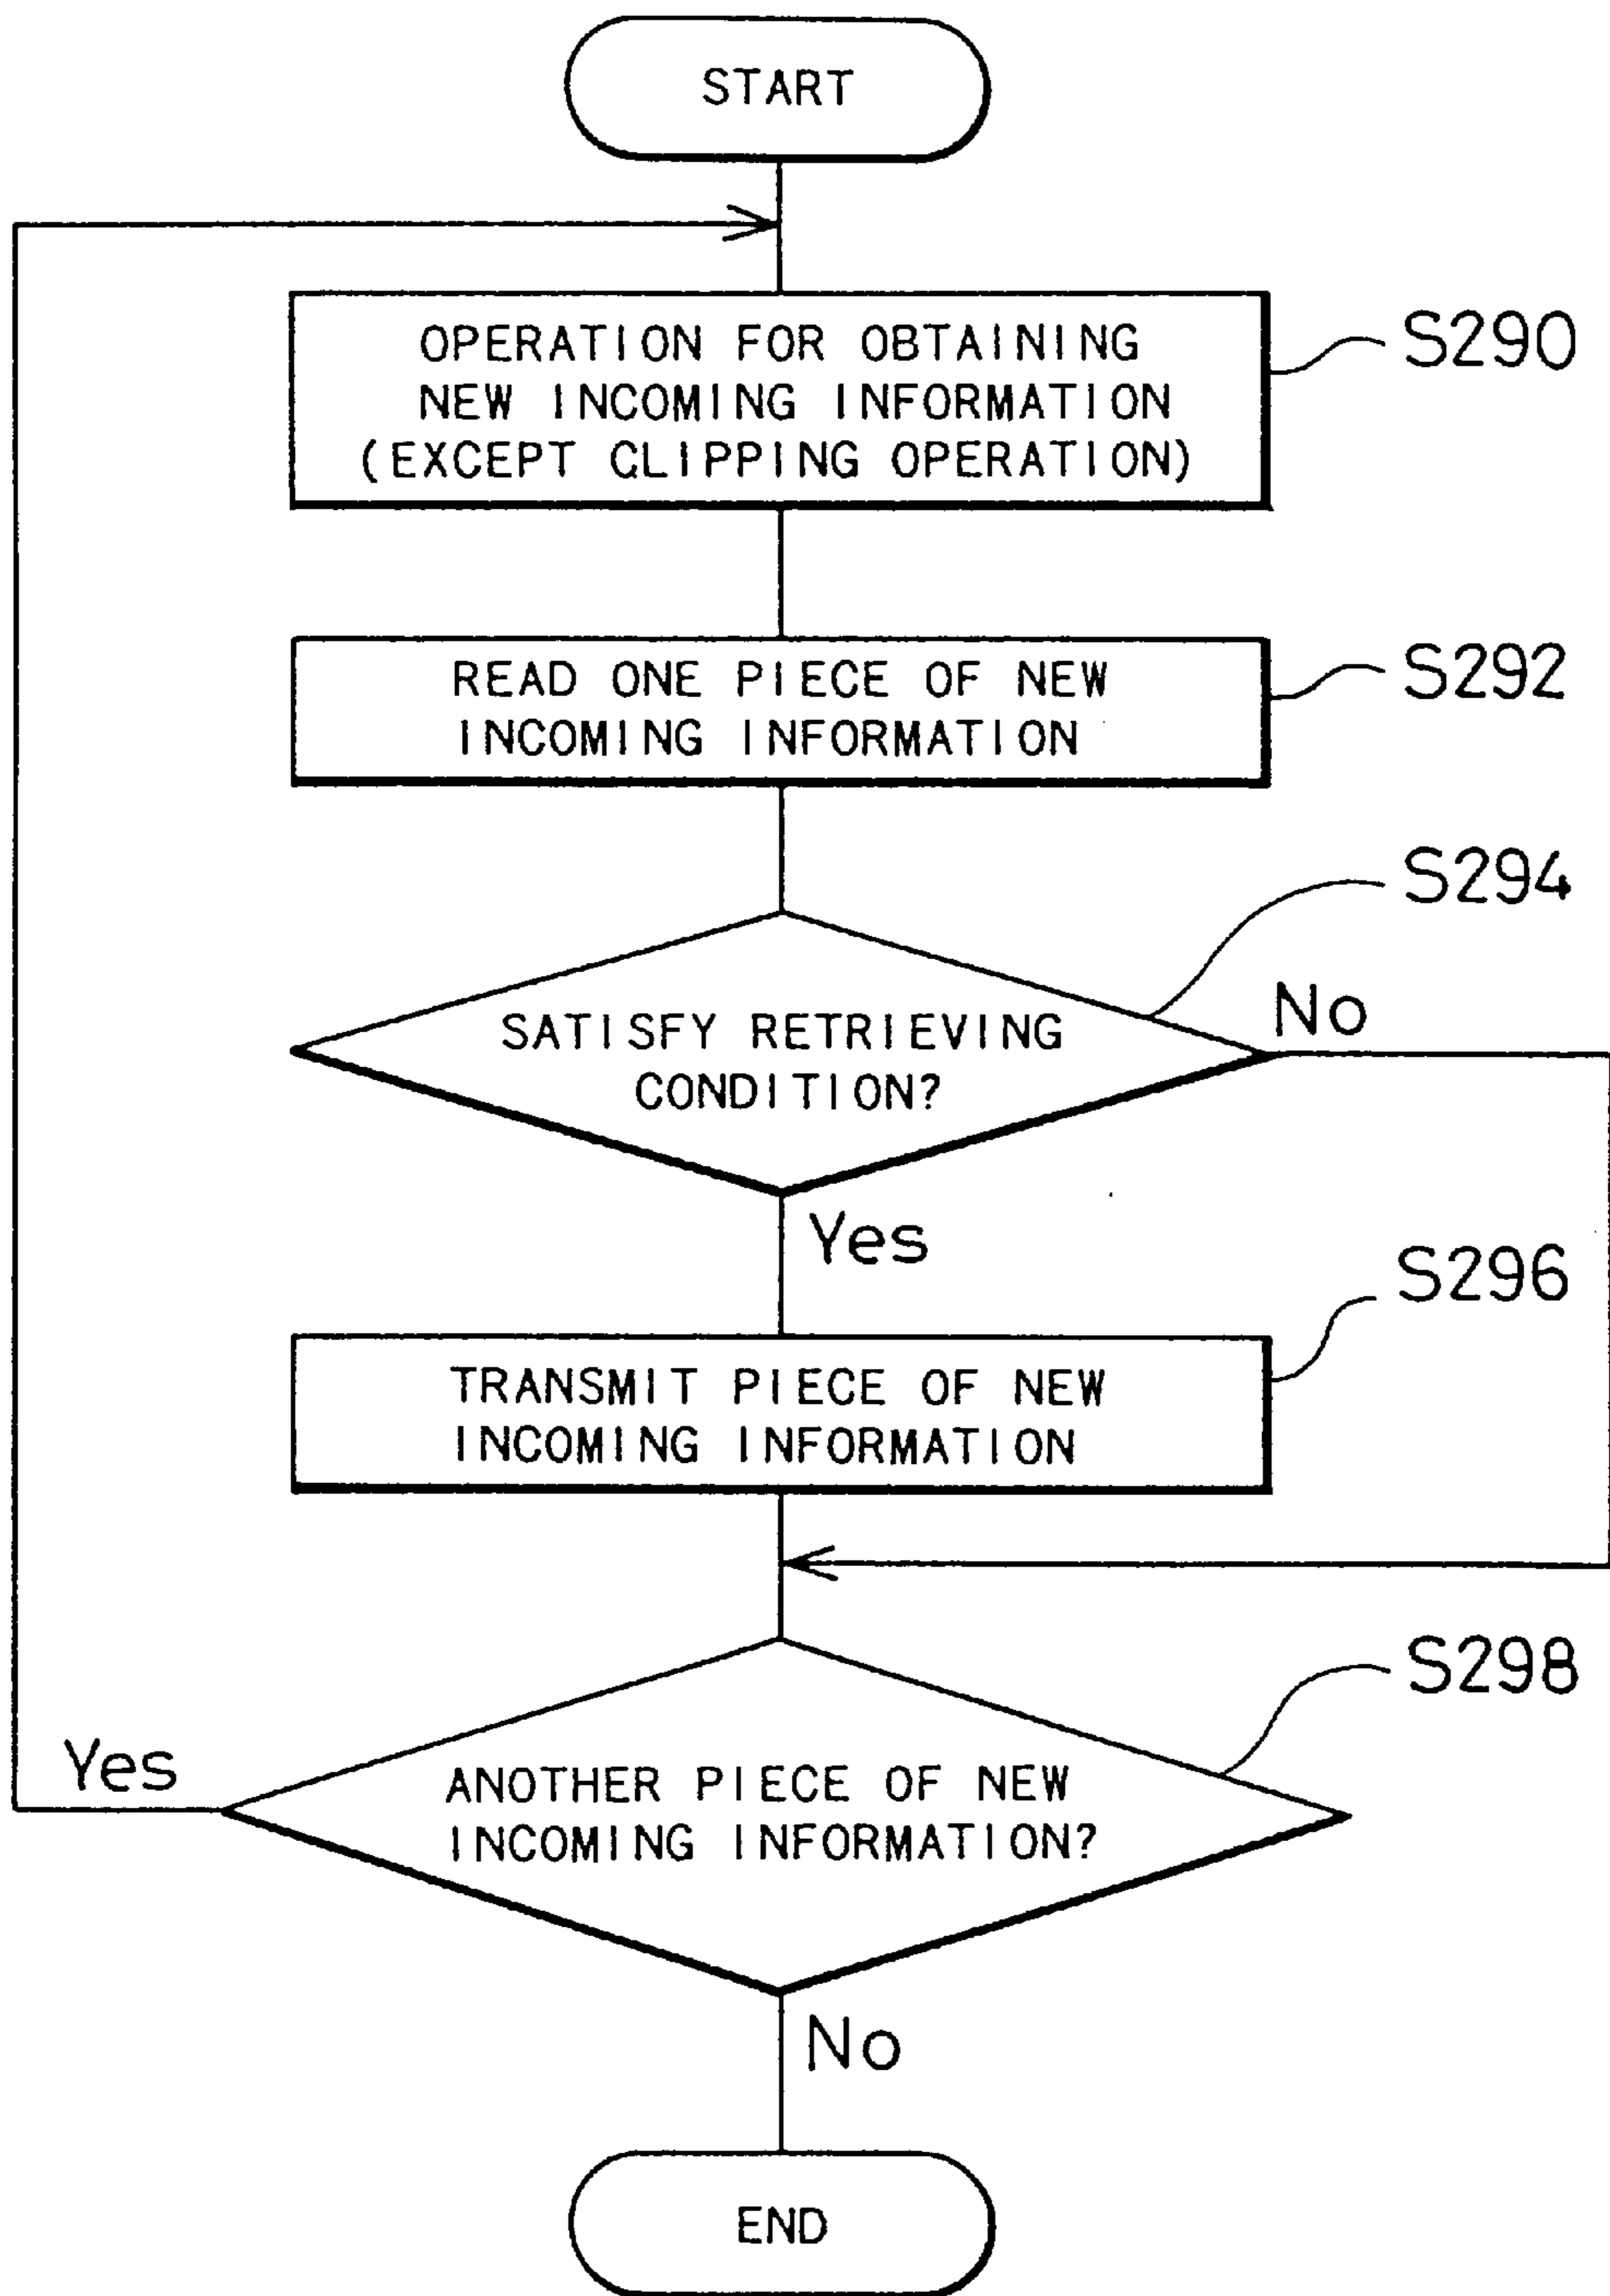 START
OPERATION FOR OBTAINING
NEW INCOMING INFORMATION
(EXCEPT CLIPPING OPERATION)
S290
READ ONE PIECE OF NEW
INCOMING INFORMATION
S292
S294
SATISFY RETRIEVING
CONDITION?
No
Yes
S296
TRANSMIT PIECE OF NEW
INCOMING INFORMATION
S298
Yes
ANOTHER PIECE OF NEW
INCOMING INFORMATION?
No
END